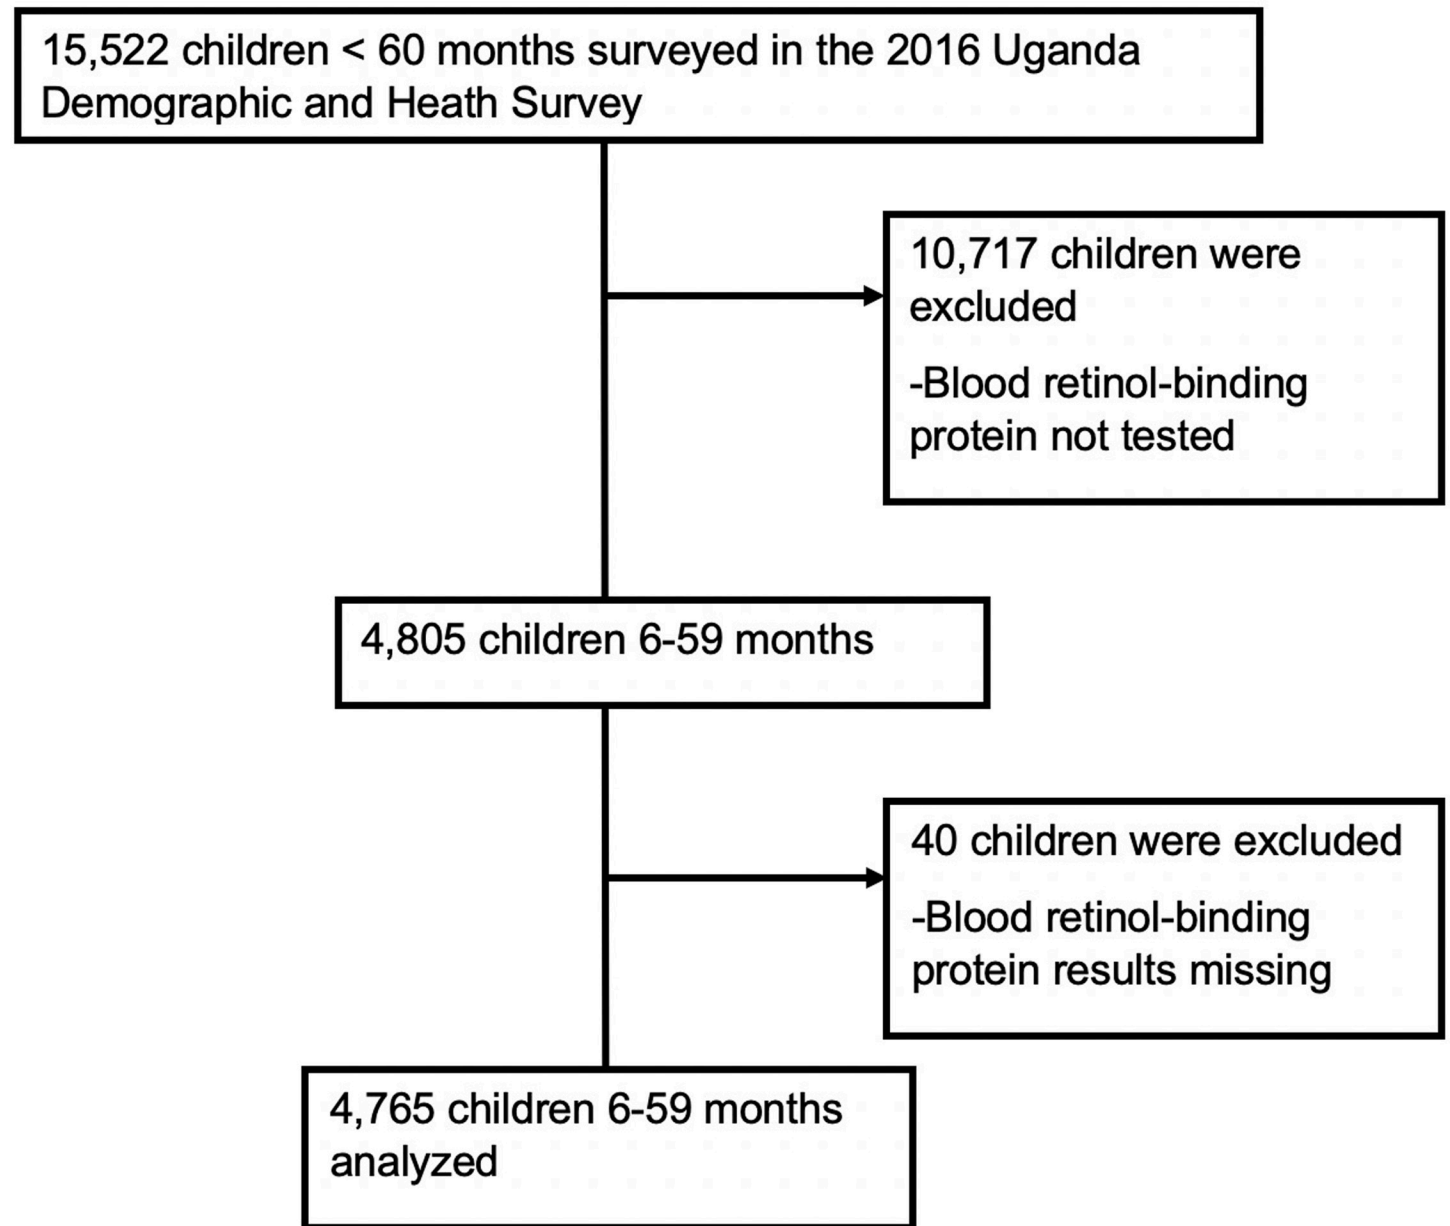 15,522 children < 60 months surveyed in the 2016 Uganda
Demographic and Heath Survey
10,717 children were
excluded
-Blood retinol-binding
protein not tested
4,805 children 6-59 months
40 children were excluded
-Blood retinol-binding
protein results missing
4,765 children 6-59 months
analyzed